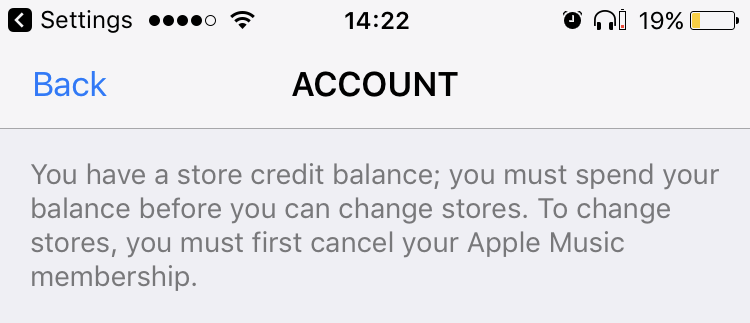 Settings 14:22 19%
Back ACCOUNT
You have a store credit balance; you must spend your
balance before you can change stores. To change
stores, you must first cancel your Apple Music
membership.